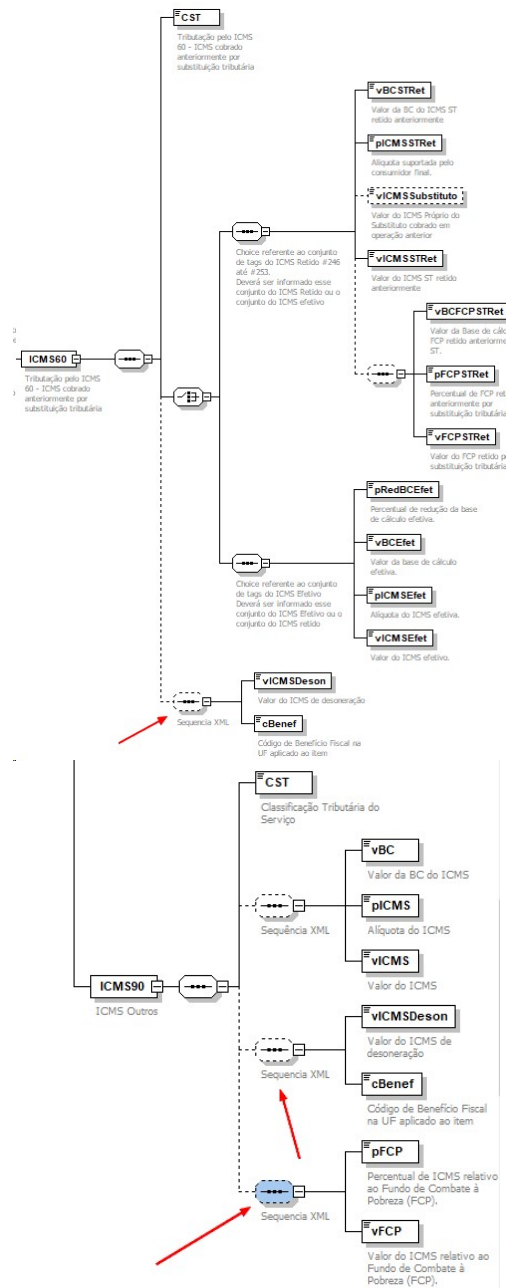 CST
Tributação pelo ICMS
60 - ICMS cobrado
anteriormente por
substituição tributária
vBCSTRet
Valor da BC do ICMS ST
retido anteriormente
pICMSSTRet
Aliquota suportada pelo
consumidor final.
vICMSSubstituto
Valor do ICMS Próprio do
Substituto cobrado em
operação anterior
Choice referente ao conjunto
de tags do ICMS Retido #246
até #253.
Deverá ser informado esse
conjunto do ICMS Retido ou o
conjunto do ICMS efetivo
vICMSSTRet
Valor do ICMS ST retido
anteriormente
vBCFCPSTRet
Valor da Base de cálc
FCP retido anteriorme
ST.
ICMS60
Tributação pelo ICMS
60 - ICMS cobrado
anteriormente por
substituição tributária
pFCPSTRet
Percentual de FCP ret
anteriormente por
substituição tributária
vFCPSTRet
Valor do FCP retido po
substituição tributária
pRedBCEfet
Percentual de redução da base
de cálculo efetiva.
vBCEfet
Valor da base de cálculo
efetiva.
Choice referente ao conjunto
de tags do ICMS Efetivo
Deverá ser informado esse
conjunto do ICMS Efetivo ou o
conjunto do ICMS retido
pICMSEfet
Alíquota do ICMS efetiva.
vICMSEfet
Valor do ICMS efetivo.
vICMSDeson
Valor do ICMS de desoneração
Sequencia XML
cBenef
Código de Benefício Fiscal na
UF aplicado ao item
CST
Classificação Tributária do
Serviço
vBC
Valor da BC do ICMS
Sequência XML
pICMS
Alíquota do ICMS
vICMS
Valor do ICMS
ICMS90
ICMS Outros
vICMSDeson
Valor do ICMS de
desoneração
Sequencia XML
cBenef
Código de Benefício Fiscal
na UF aplicado ao item
pFCP
Percentual de ICMS relativo
ao Fundo de Combate à
Pobreza (FCP).
Sequencia XML
vFCP
Valor do ICMS relativo ao
Fundo de Combate à
Pobreza (FCP).